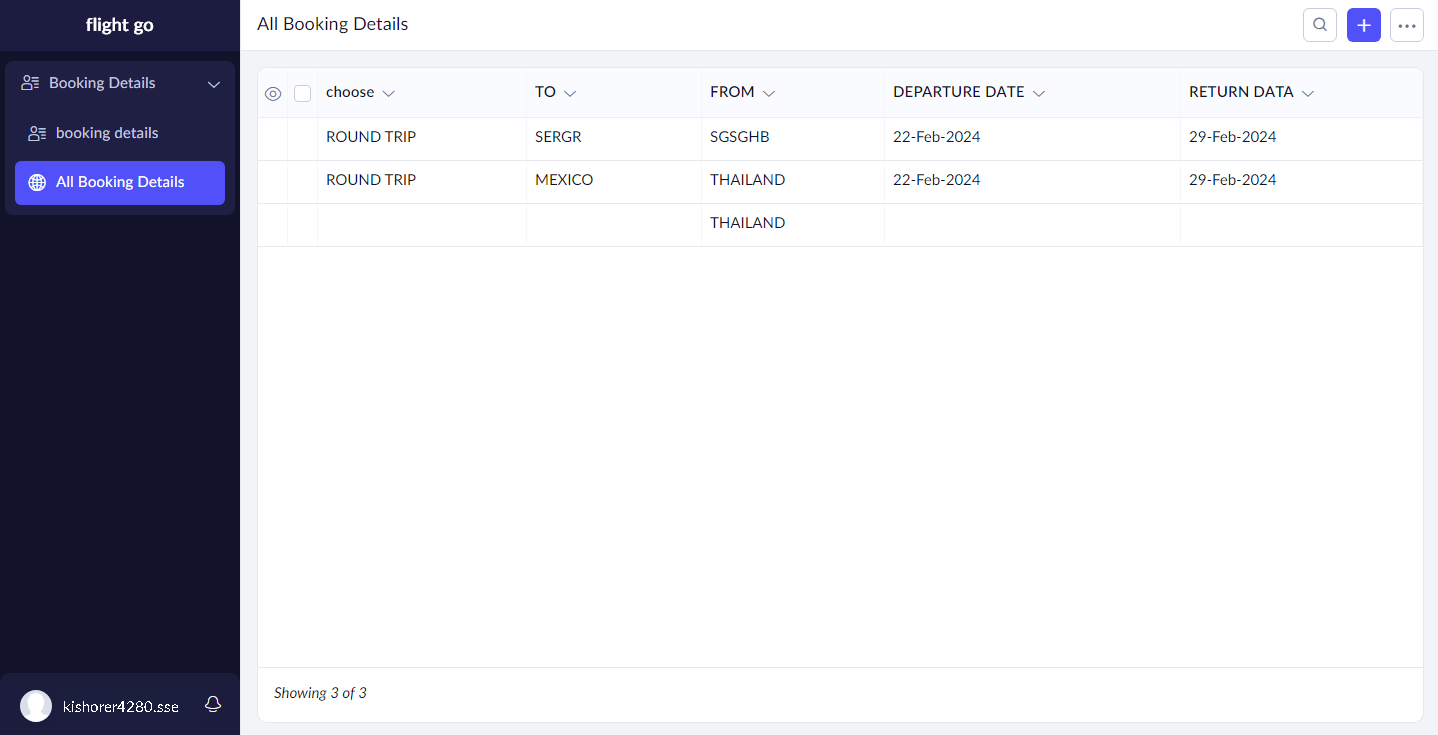 flight go
Booking Details
booking details
All Booking Details
kishorer4280.sse
All Booking Details
choose TO FROM DEPARTURE DATE RETURN DATA
ROUND TRIP SERGR SGSGHB 22-Feb-2024 29-Feb-2024
ROUND TRIP MEXICO THAILAND 22-Feb-2024 29-Feb-2024
THAILAND
Showing 3 of 3